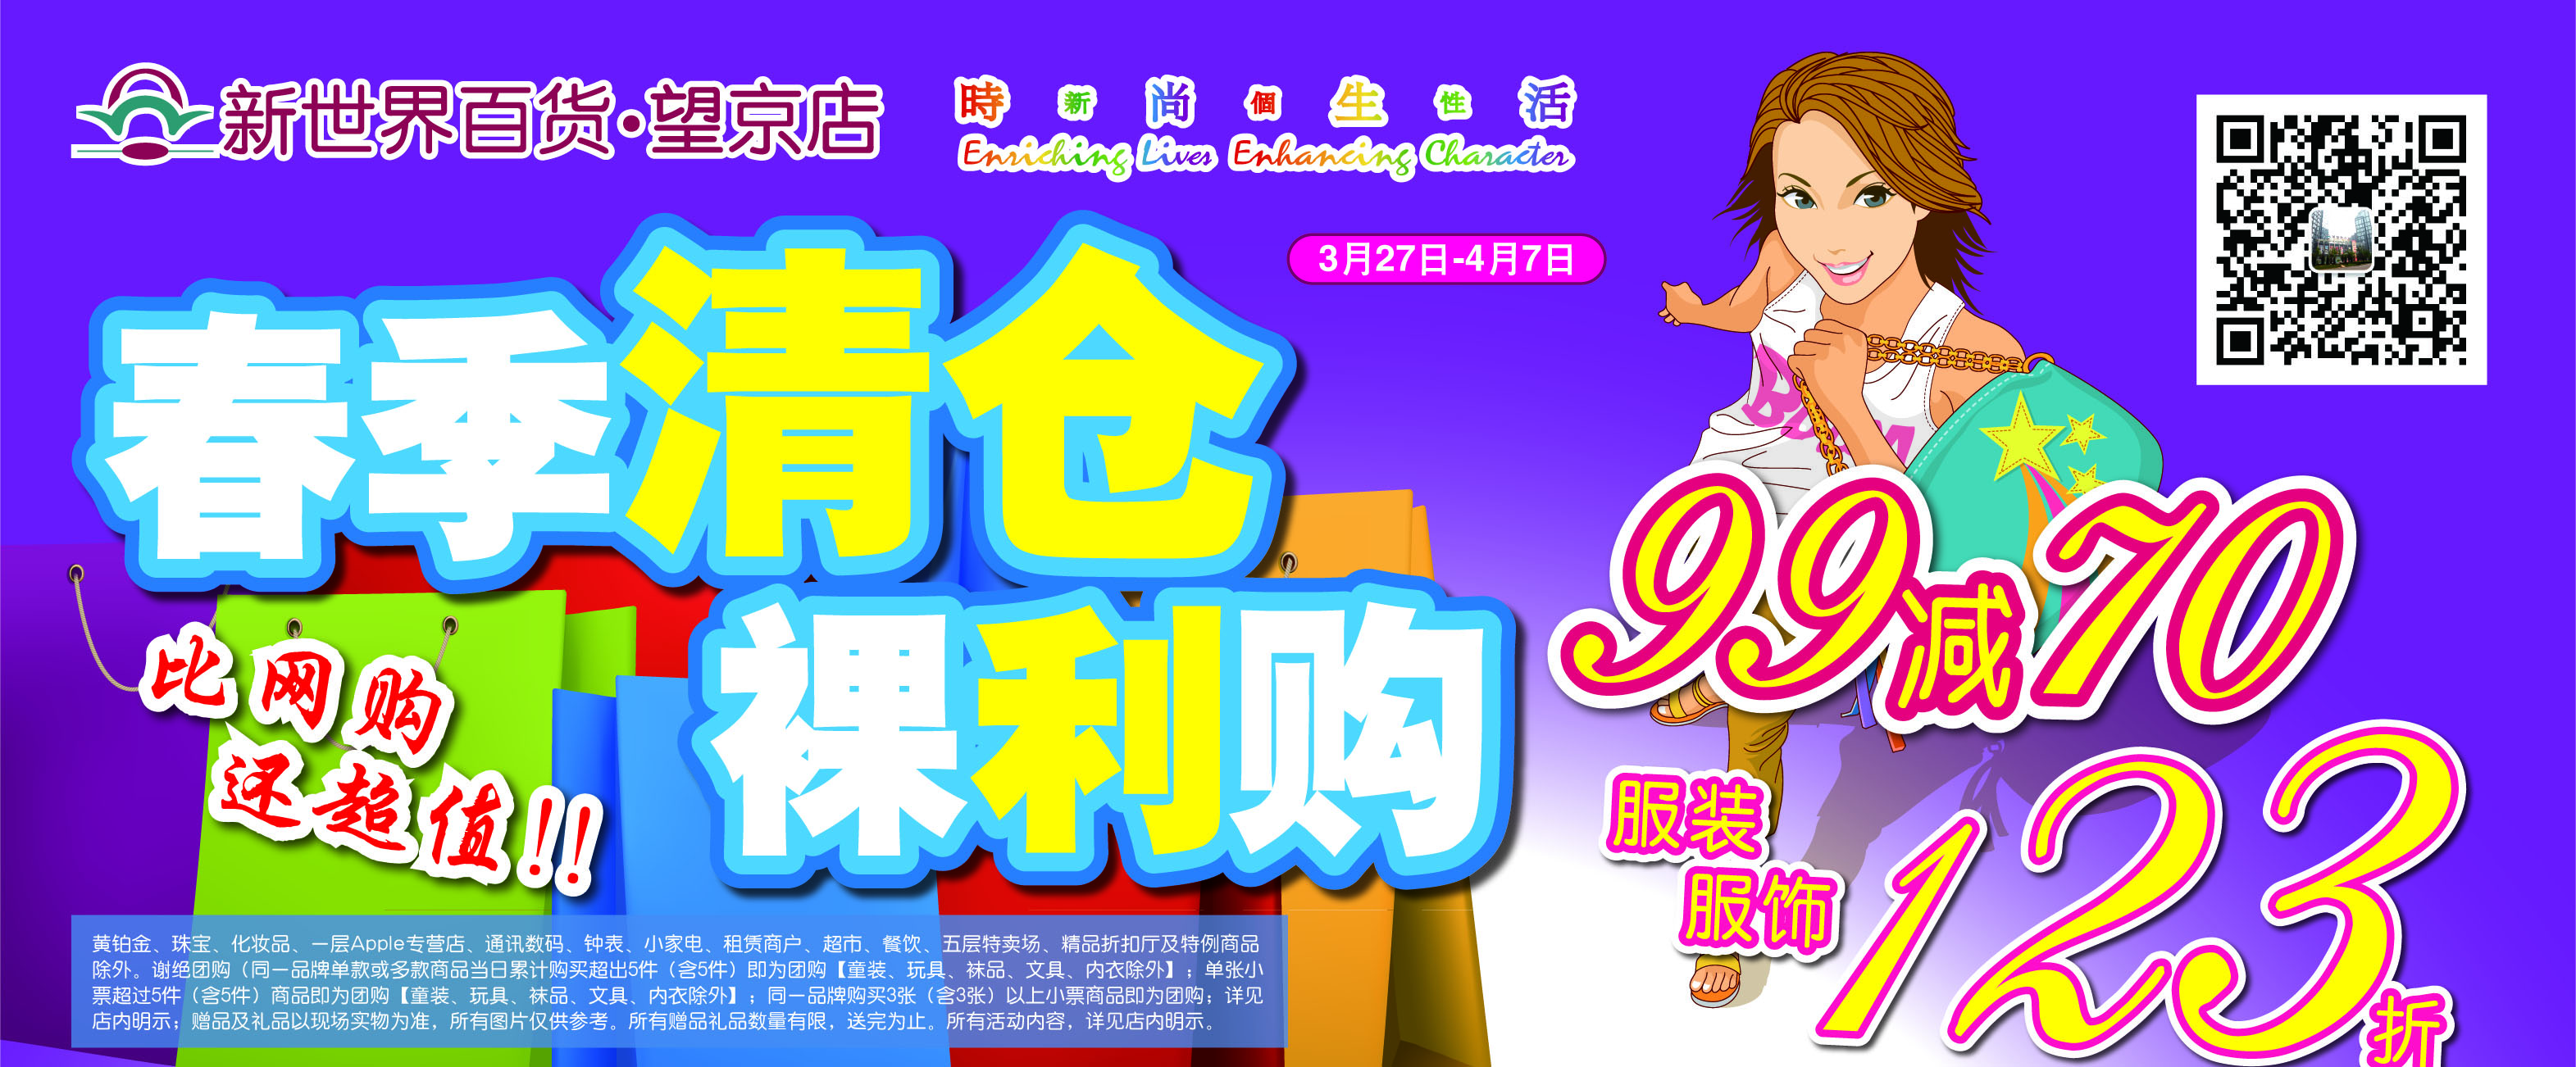 新世界百货·望京店
時新尚個生性活
Enriching Lives Enhancing Character
3月27日-4月7日
春季清仓
裸利购
比网购
还超值!!
99减70
服装
服饰
123折
黄铂金、珠宝、化妆品、一层Apple专营店、通讯数码、钟表、小家电、租赁商户、超市、餐饮、五层特卖场、精品折扣厅及特例商品
除外。谢绝团购（同一品牌单款或多款商品当日累计购买超出5件（含5件）即为团购【童装、玩具、袜品、文具、内衣除外】；单张小
票超过5件（含5件）商品即为团购【童装、玩具、袜品、文具、内衣除外】；同一品牌购买3张（含3张）以上小票商品即为团购；详见
店内明示；赠品及礼品以现场实物为准，所有图片仅供参考。所有赠品礼品数量有限，送完为止。所有活动内容，详见店内明示。